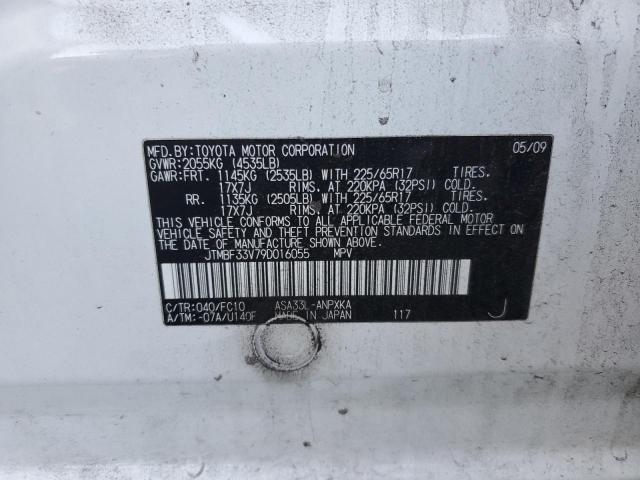 MFD.BY:TOYOTA MOTOR CORPORATION 05/09
GVWR:2055KG (4535LB)
GAWR:FRT. 1145KG (2535LB) WITH 225/65R17 TIRES.
17X7J RIMS. AT 220KPA (32PSI) COLD.
RR. 1135KG (2505LB) WITH 225/65R17 TIRES.
17X7J RIMS. AT 220KPA (32PSI) COLD.
THIS VEHICLE CONFORMS TO ALL APPLICABLE FEDERAL MOTOR
VEHICLE SAFETY AND THEFT PREVENTION STANDARDS IN EFFECT ON
THE DATE OF MANUFACTURE SHOWN ABOVE.
JTMBF33V79D016055 MPV
C/TR:040/FC10 ASA33L-ANPXKA
A/TM:-07A/U140F MADE IN JAPAN 117 J